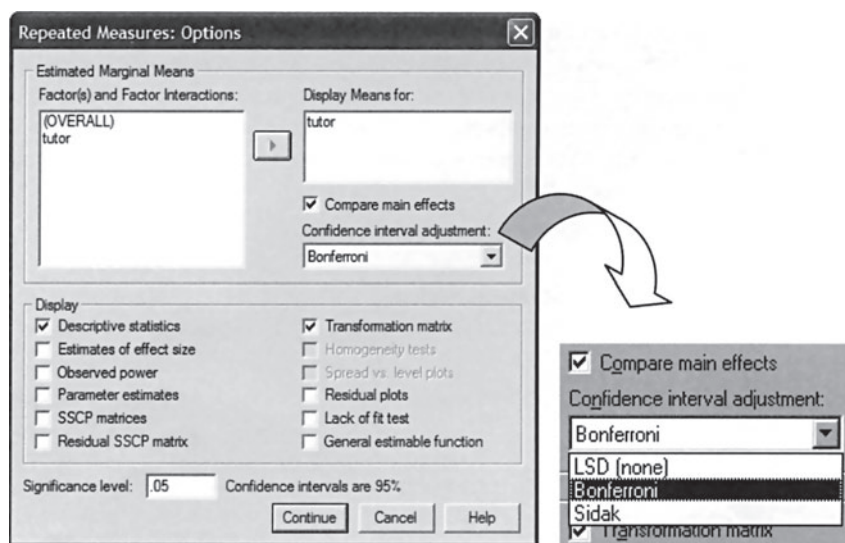 Repeated Measures: Options
Estimated Marginal Means
Factor(s) and Factor Interactions:
(OVERALL)
tutor
Display Means for:
tutor
Compare main effects
Confidence interval adjustment:
Bonferroni
Display
Descriptive statistics
Estimates of effect size
Observed power
Parameter estimates
SSCP matrices
Residual SSCP matrix
Transformation matrix
Homogeneity tests
Spread vs. level plots
Residual plots
Lack of fit test
General estimable function
Significance level: .05 Confidence intervals are 95%
Continue Cancel Help
Compare main effects
Confidence interval adjustment:
Bonferroni
LSD (none)
Bonferroni
Sidak
Transformation matrix